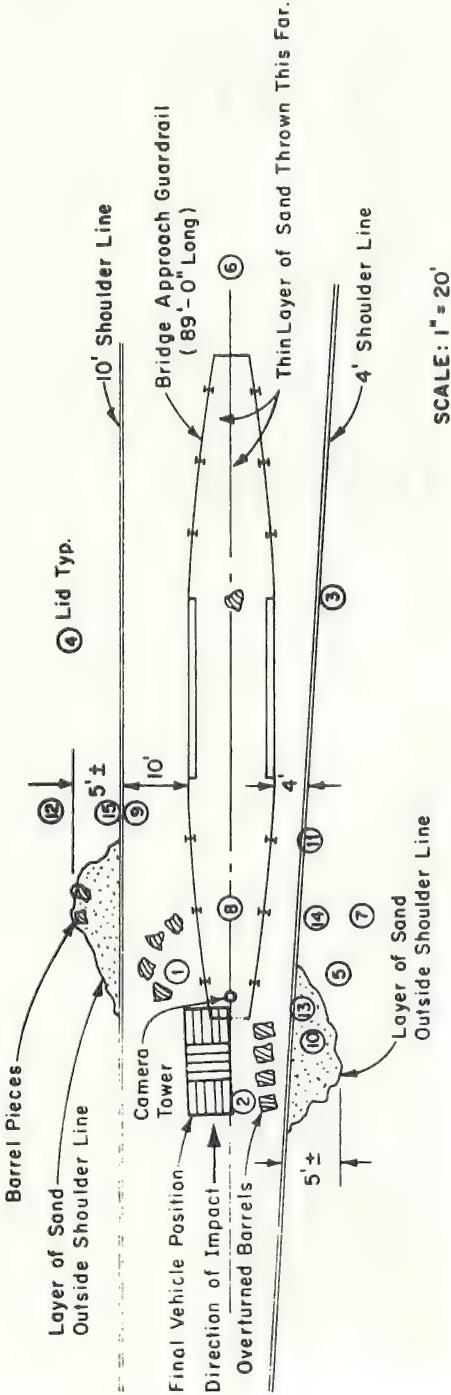 Barrel Pieces
Layer of Sand
Outside Shoulder Line
12
5'±
15
9
4
Lid Typ.
10' Shoulder Line
10'
Bridge Approach Guardrail
(89'-0" Long)
1
Camera
Tower
Final Vehicle Position
Direction of Impact
Overturned Barrels
2
8
6
Thin Layer of Sand Thrown This Far.
4'
11
3
4' Shoulder Line
13
14
10
5
7
5'±
Layer of Sand
Outside Shoulder Line
SCALE: 1" = 20'